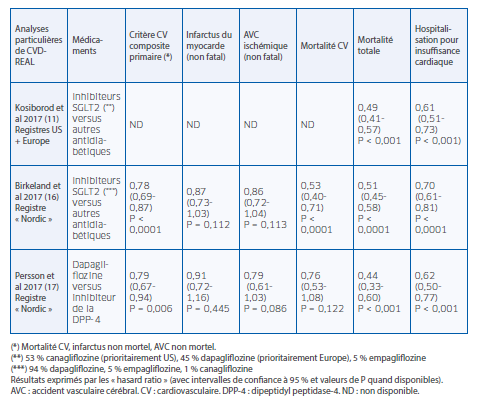 Analyses
particulières
de CVD-
REAL
Médica-
ments
Critère CV
composite
primaire (*)
Infarctus du
myocarde
(non fatal)
AVC
ischémique
(non fatal)
Mortalité CV
Mortalité
totale
Hospitali-
sation pour
insuffisance
cardiaque
Kosiborod et
al 2017 (11)
Registres US
+ Europe
Inhibiteurs
SGLT2 (**)
versus
autres
antidia-
bétiques
ND
ND
ND
ND
0,49
(0,41-
0,57)
P < 0,001
0,61
(0,51-
0,73)
P < 0,001)
Birkeland et
al 2017 (16)
Registre
« Nordic »
Inhibiteurs
SGLT2 (***)
versus
autres
antidia-
bétiques
0,78
(0,69-
0,87)
P <
0,0001
0,87
(0,73-
1,03)
P = 0,112
0,86
(0,72-
1,04)
P = 0,113
0,53
(0,40-
0,71)
P <
0,0001
0,51
(0,45-
0,58)
P <
0,0001
0,70
(0,61-
0,81)
P <
0,0001
Persson et
al 2017 (17)
Registre
« Nordic »
Dapagli-
flozine
versus
inhibiteur
de la
DPP-4
0,79
(0,67-
0,94)
P = 0,006
0,91
(0,72-
1,16)
P = 0,445
0,79
(0,61-
1,03)
P = 0,086
0,76
(0,53-
1,08)
P = 0,122
0,44
(0,33-
0,60)
P < 0,001
0,62
(0,50-
0,77)
P < 0,001
(*) Mortalité CV, infarctus non mortel, AVC non mortel.
(**) 53 % canagliflozine (prioritairement US), 45 % dapagliflozine (prioritairement Europe), 5 % empagliflozine
(***) 94 % dapagliflozine, 5 % empagliflozine, 1 % canagliflozine
Résultats exprimés par les « hasard ratio » (avec intervalles de confiance à 95 % et valeurs de P quand disponibles).
AVC : accident vasculaire cérébral. CV : cardiovasculaire. DPP-4 : dipeptidyl peptidase-4. ND : non disponible.